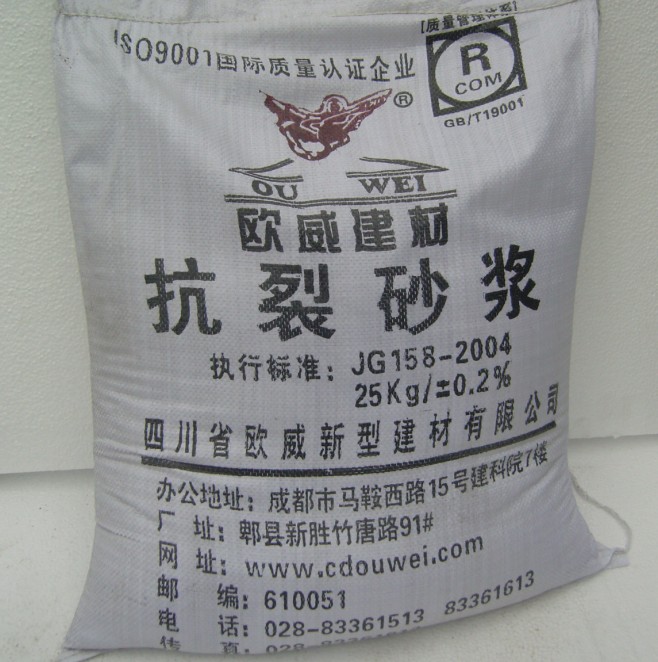 【质量管理体系】
ISO9001国际质量认证企业
R
COM
GB/T19001
®
OU WEI
欧威建材
抗裂砂浆
执行标准：JG158-2004
25Kg/±0.2%
四川省欧威新型建材有限公司
办公地址：成都市马鞍西路15号建科院7楼
厂 址：郫县新胜竹唐路91#
网 址：www.cdouwei.com
邮 编：610051
电 话：028-83361513 83361613
传 真：028-8336